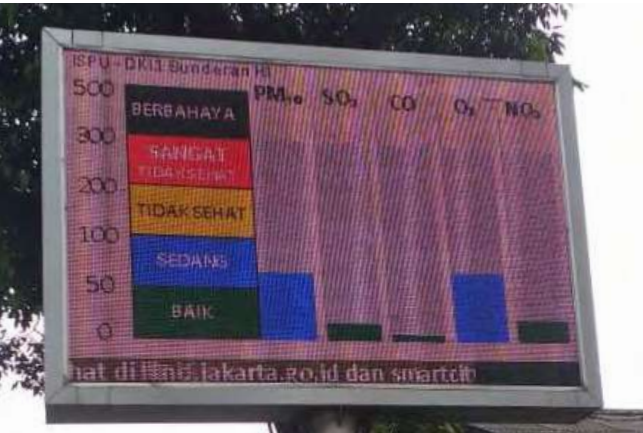 ISPU - DKI1 Bunderan HI
500
300
200
100
50
0
BERBAHAYA
SANGAT
TIDAK SEHAT
TIDAK SEHAT
SEDANG
BAIK
PM₁₀ SO₂ CO O₃ NO₂
hat di jakarta.go.id dan smartcit